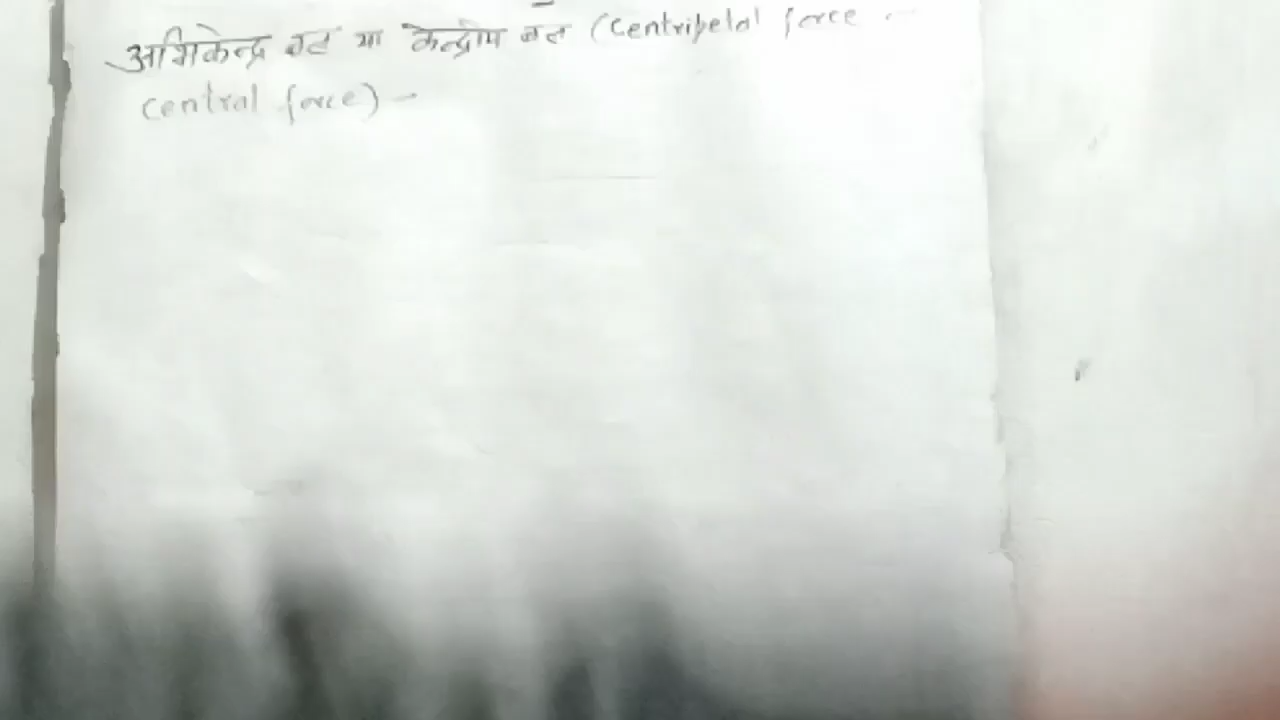 अभिकेन्द्र बल या केन्द्रीय बल (Centripetal force
Central force) -